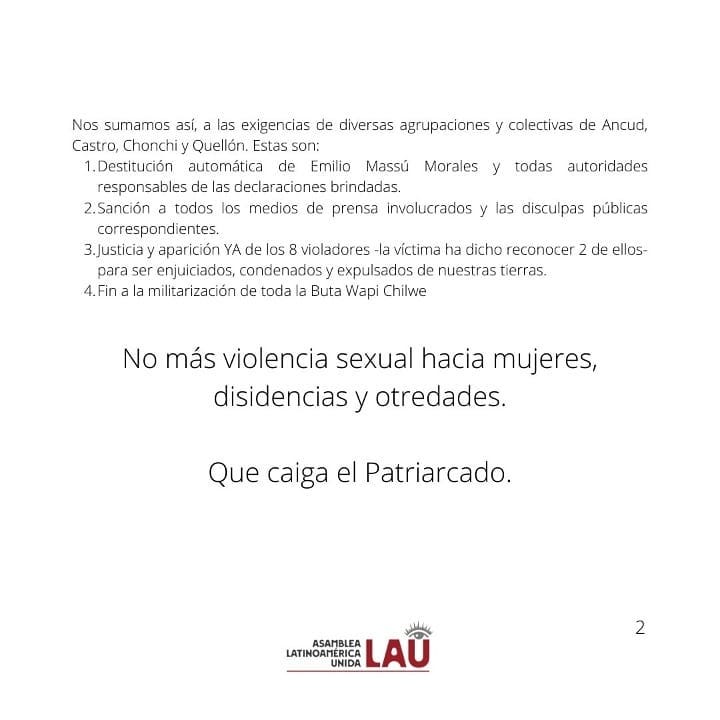 Nos sumamos así, a las exigencias de diversas agrupaciones y colectivas de Ancud,
Castro, Chonchi y Quellón. Estas son:
1.Destitución automática de Emilio Massú Morales y todas autoridades
responsables de las declaraciones brindadas.
2.Sanción a todos los medios de prensa involucrados y las disculpas públicas
correspondientes.
3.Justicia y aparición YA de los 8 violadores -la víctima ha dicho reconocer 2 de ellos-
para ser enjuiciados, condenados y expulsados de nuestras tierras.
4.Fin a la militarización de toda la Buta Wapi Chilwe
No más violencia sexual hacia mujeres,
disidencias y otredades.
Que caiga el Patriarcado.
2
ASAMBLEA
LATINOAMÉRICA
UNIDA
LAU